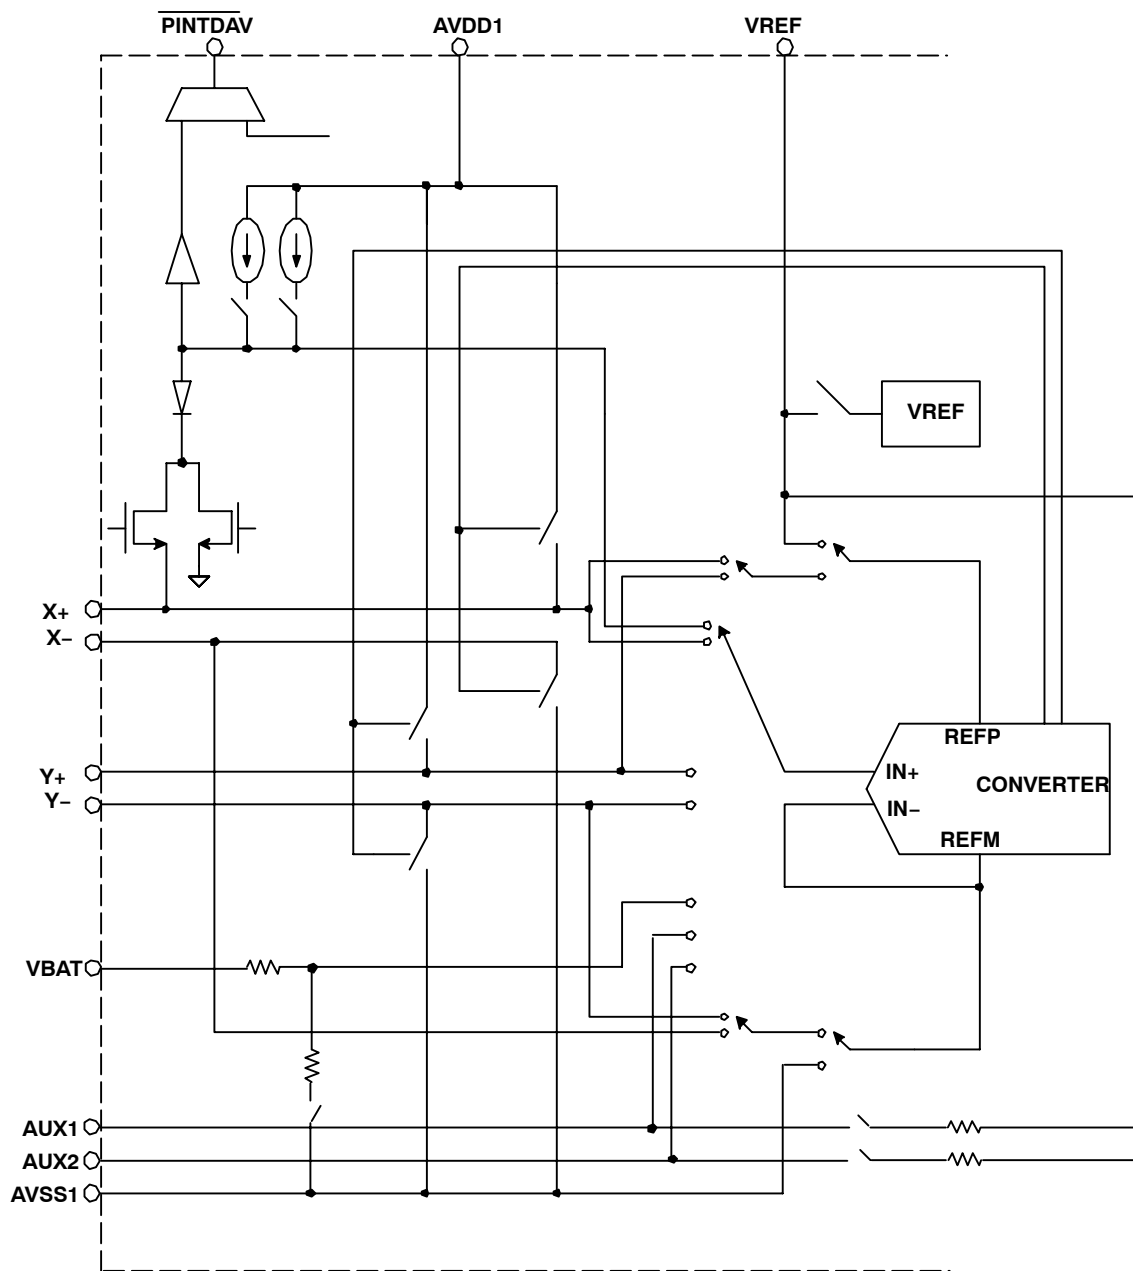 PINTDAV
AVDD1
VREF
VREF
X+
X−
REFP
Y+
IN+
CONVERTER
Y−
IN−
REFM
VBAT
AUX1
AUX2
AVSS1